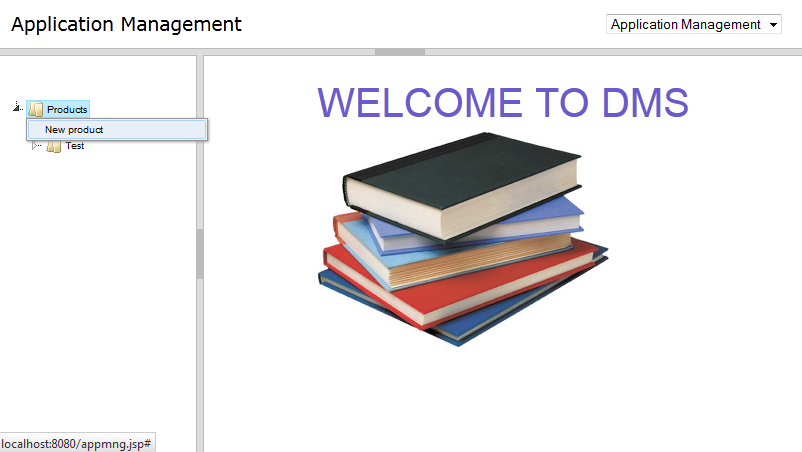 Application Management
Application Management
Products
New product
Test
WELCOME TO DMS
localhost:8080/appmng.jsp#